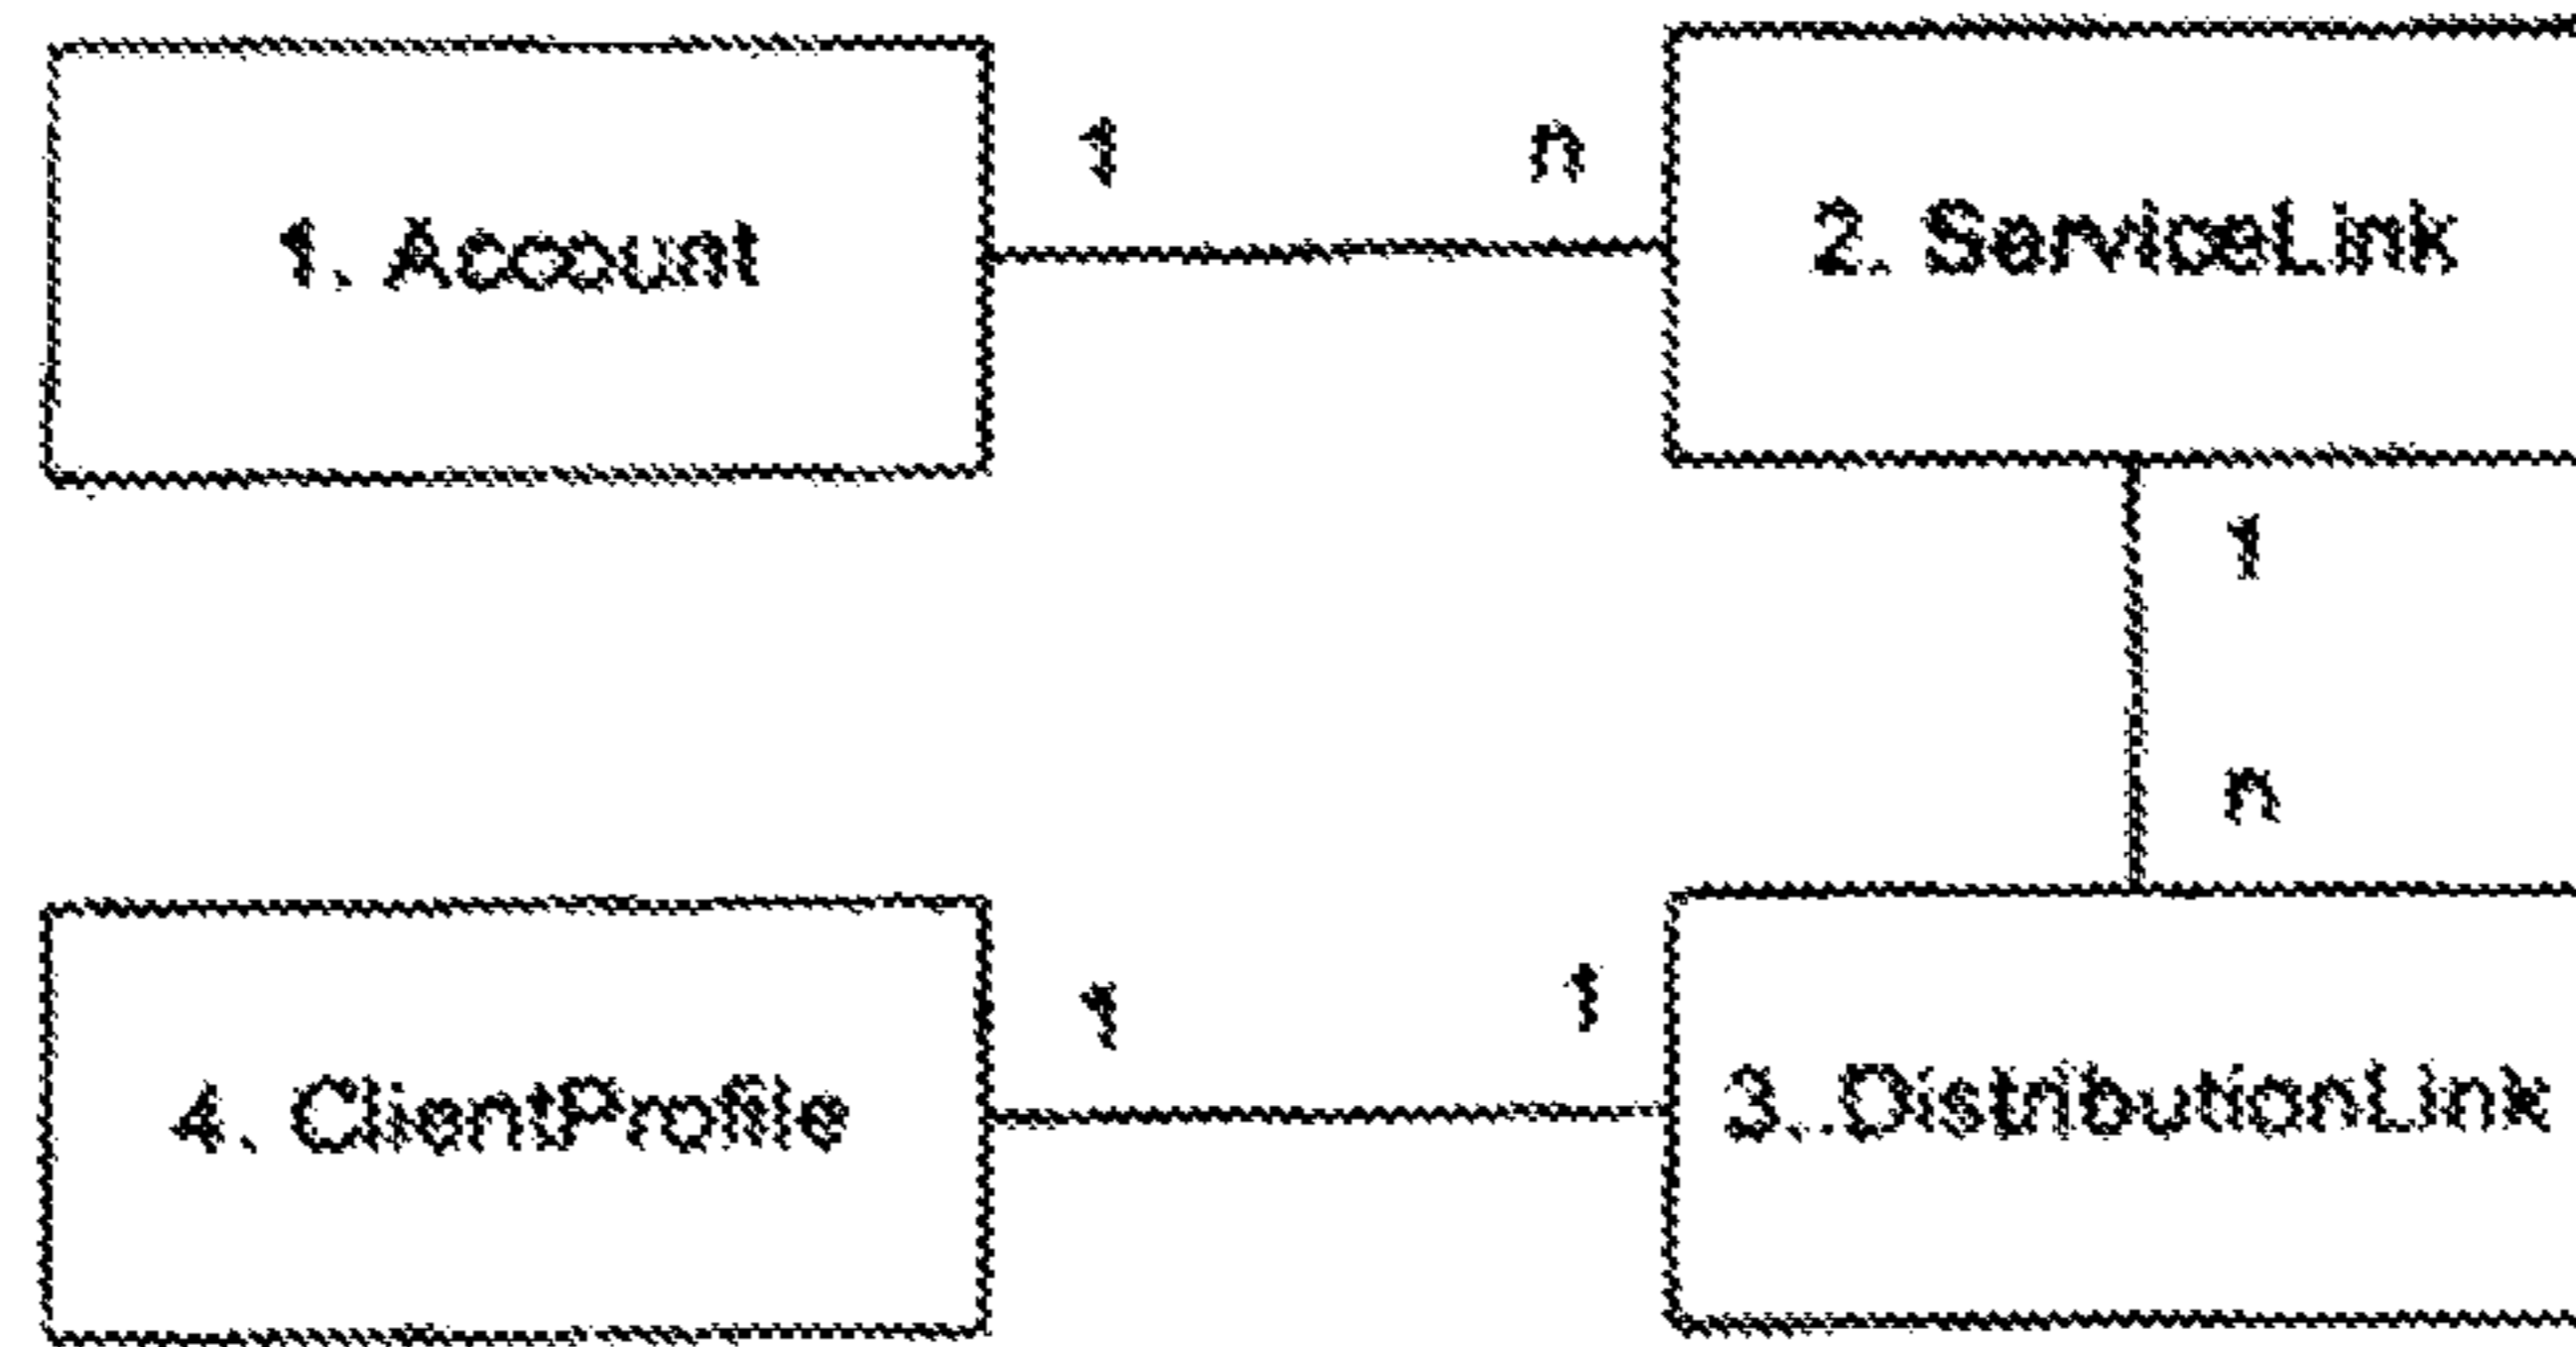 1. Account
1 n
2. ServiceLink
1
n
4. ClientProfile
1 1
3. DistributionLink